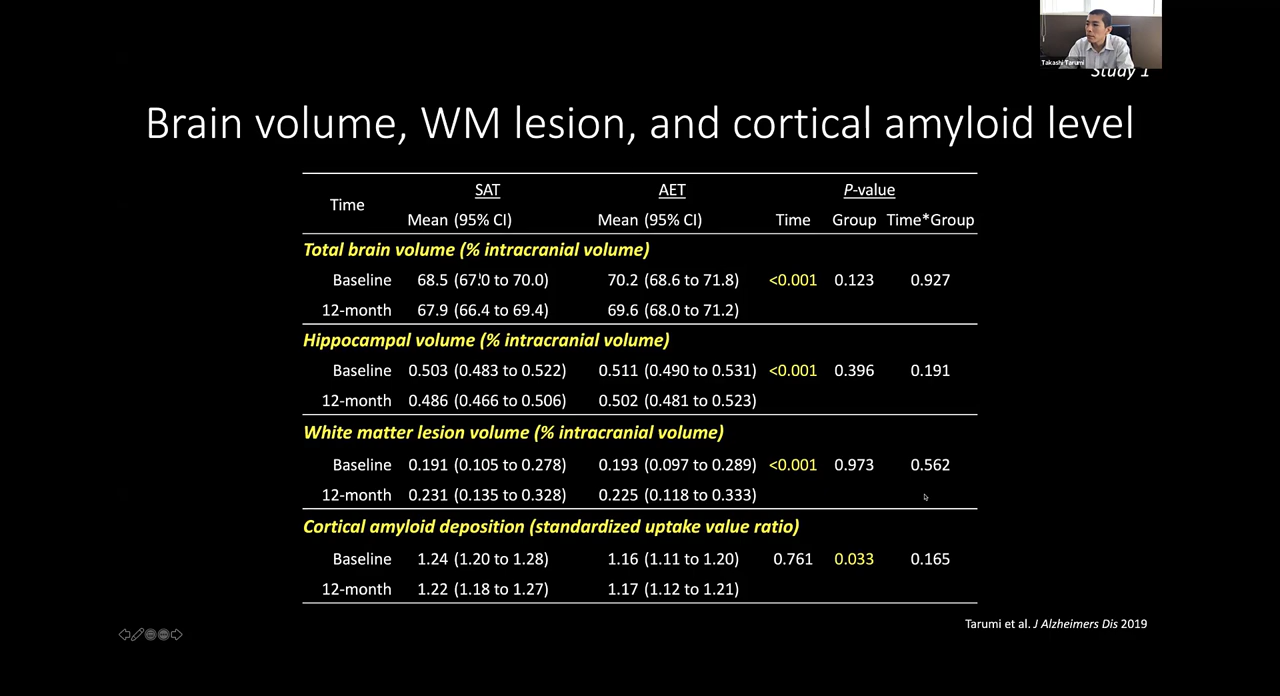 Takashi Tarumi
Study 1
Brain volume, WM lesion, and cortical amyloid level
Time SAT AET P-value
Mean (95% CI) Mean (95% CI) Time Group Time*Group
Total brain volume (% intracranial volume)
Baseline 68.5 (67.0 to 70.0) 70.2 (68.6 to 71.8) <0.001 0.123 0.927
12-month 67.9 (66.4 to 69.4) 69.6 (68.0 to 71.2)
Hippocampal volume (% intracranial volume)
Baseline 0.503 (0.483 to 0.522) 0.511 (0.490 to 0.531) <0.001 0.396 0.191
12-month 0.486 (0.466 to 0.506) 0.502 (0.481 to 0.523)
White matter lesion volume (% intracranial volume)
Baseline 0.191 (0.105 to 0.278) 0.193 (0.097 to 0.289) <0.001 0.973 0.562
12-month 0.231 (0.135 to 0.328) 0.225 (0.118 to 0.333)
Cortical amyloid deposition (standardized uptake value ratio)
Baseline 1.24 (1.20 to 1.28) 1.16 (1.11 to 1.20) 0.761 0.033 0.165
12-month 1.22 (1.18 to 1.27) 1.17 (1.12 to 1.21)
Tarumi et al. J Alzheimers Dis 2019